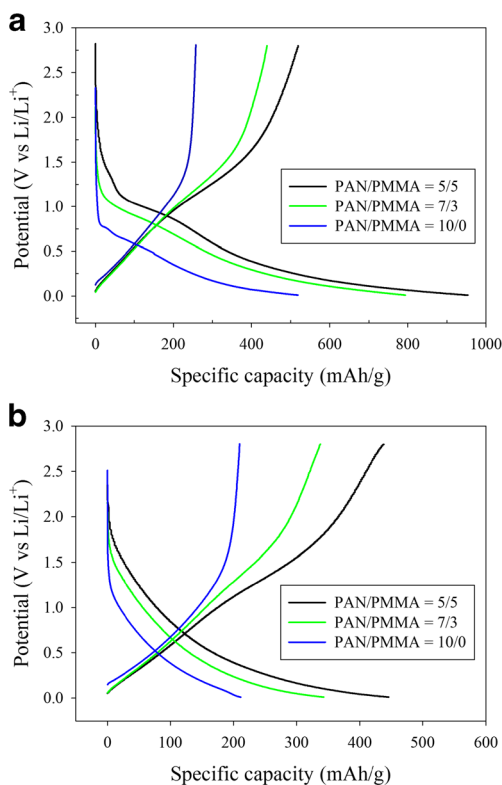 a
3.0
2.5
2.0
1.5
1.0
0.5
0.0
Potential (V vs Li/Li⁺)
PAN/PMMA = 5/5
PAN/PMMA = 7/3
PAN/PMMA = 10/0
0 200 400 600 800 1000
Specific capacity (mAh/g)
b
3.0
2.5
2.0
1.5
1.0
0.5
0.0
Potential (V vs Li/Li⁺)
PAN/PMMA = 5/5
PAN/PMMA = 7/3
PAN/PMMA = 10/0
0 100 200 300 400 500 600
Specific capacity (mAh/g)